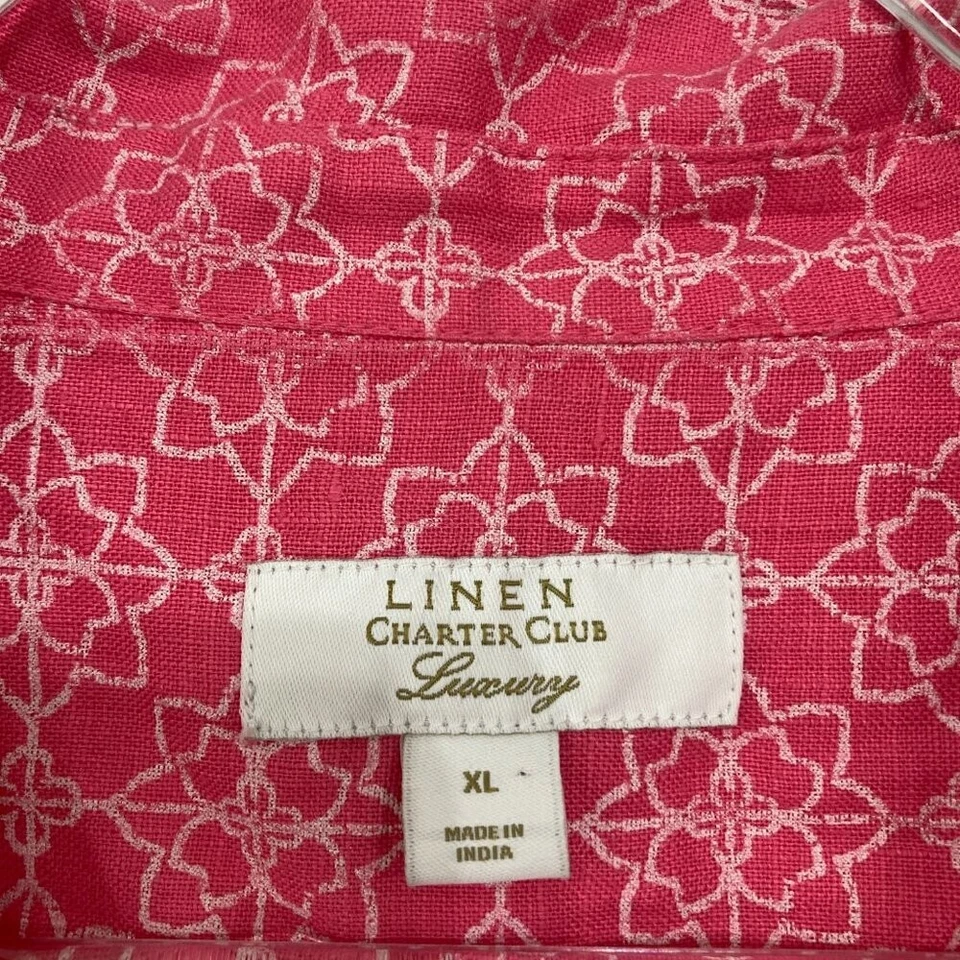 LINEN
CHARTER CLUB
Luxury
XL
MADE IN
INDIA